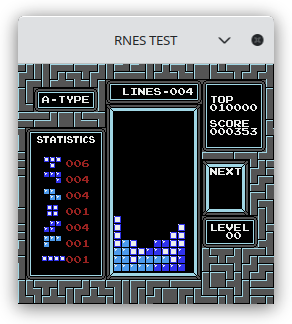 RNES TEST
A-TYPE
LINES-004
TOP
010000
SCORE
000353
STATISTICS
006
004
004
001
004
001
001
NEXT
LEVEL
00